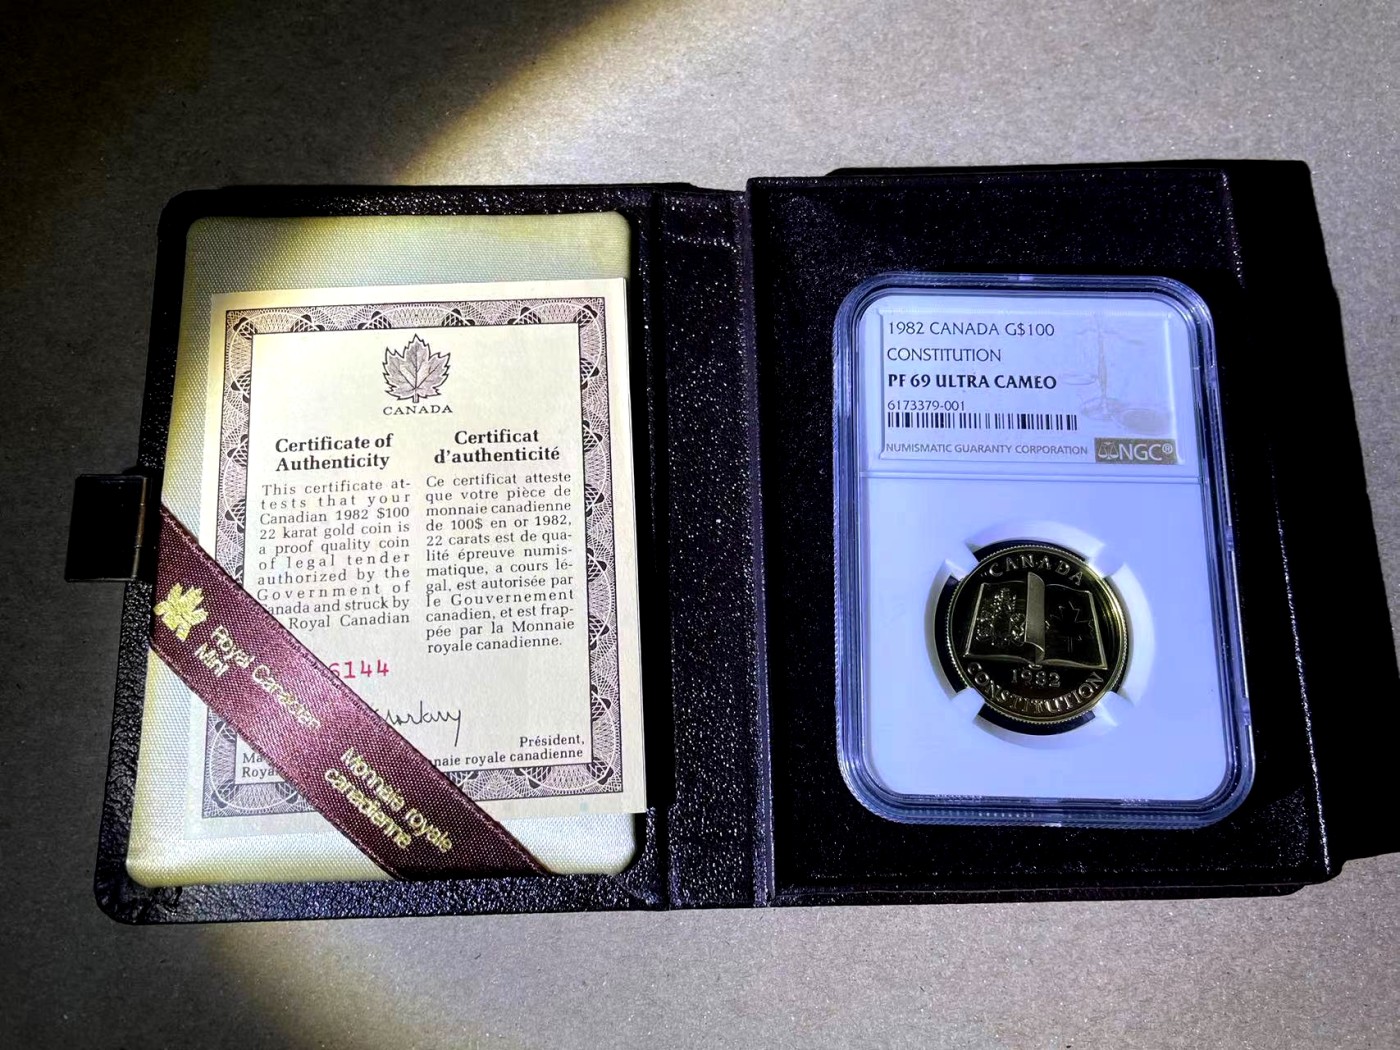 CANADA
Certificate of
Authenticity
This certificate at-
tests that your
Canadian 1982 $100
22 karat gold coin is
a proof quality coin
of legal tender
authorized by the
Government of
anada and struck by
Royal Canadian
Certificat
d'authenticité
Ce certificat atteste
que votre pièce de
monnaie canadienne
de 100$ en or 1982,
22 carats est de qua-
lité épreuve numis-
matique, a cours lé-
gal, est autorisée par
le Gouvernement
canadien, et est frap-
pée par la Monnaie
royale canadienne.
6144
Président,
Ma
naie royale canadienne
Roya
Royal Canadian
Mint
Monnaie royale
canadienne
1982 CANADA G$100
CONSTITUTION
PF 69 ULTRA CAMEO
6173379-001
NUMISMATIC GUARANTY CORPORATION NGC®
CANADA
1982
CONSTITUTION